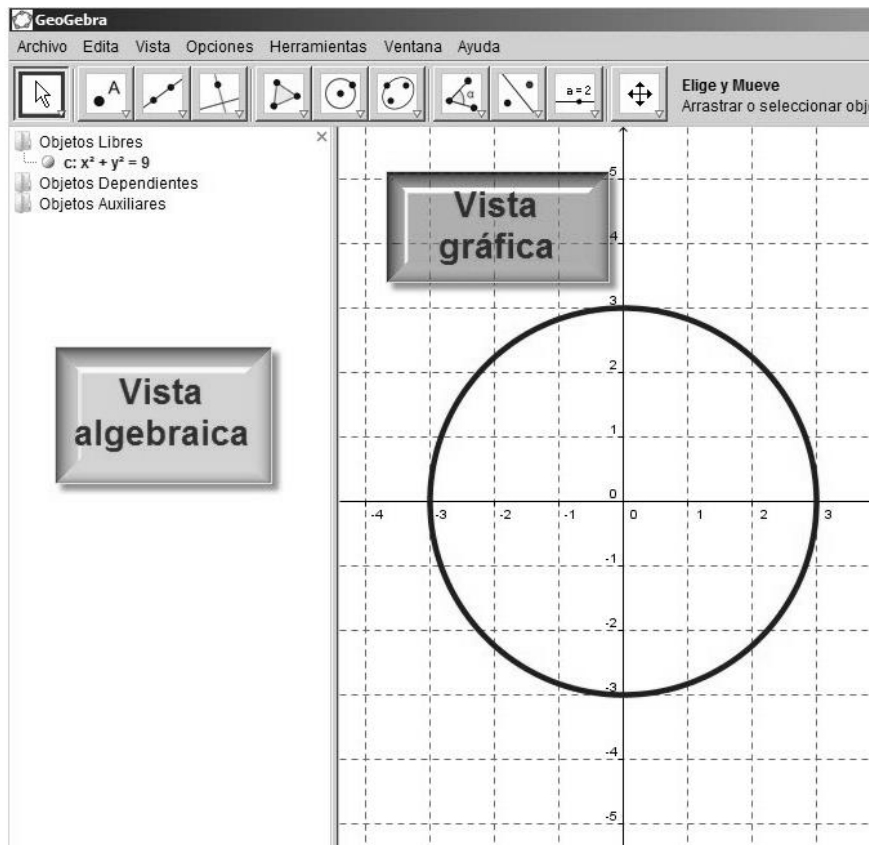 GeoGebra
Archivo Edita Vista Opciones Herramientas Ventana Ayuda
A
α
a = 2
Elige y Mueve
Arrastrar o seleccionar obj
Objetos Libres
c: x² + y² = 9
Objetos Dependientes
Objetos Auxiliares
Vista
algebraica
Vista
gráfica
5
4
3
2
1
0
-4 -3 -2 -1 0 1 2 3
-1
-2
-3
-4
-5